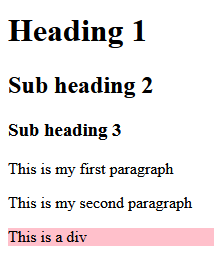 Heading 1
Sub heading 2
Sub heading 3
This is my first paragraph
This is my second paragraph
This is a div